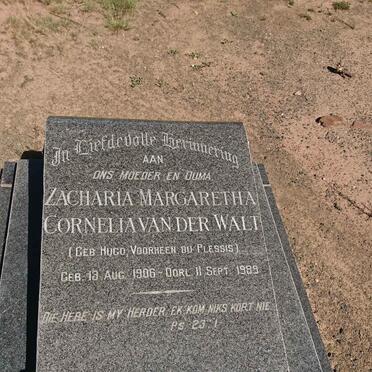 In Liefdevolle Herinnering
AAN
ONS MOEDER EN OUMA
ZACHARIA MARGARETHA
CORNELIA VAN DER WALT
(GEB HUGO VOORHEEN DU PLESSIS)
GEB. 13 AUG. 1906 - OORL. 11 SEPT. 1989
DIE HERE IS MY HERDER, EK KOM NIKS KORT NIE
PS 23:1